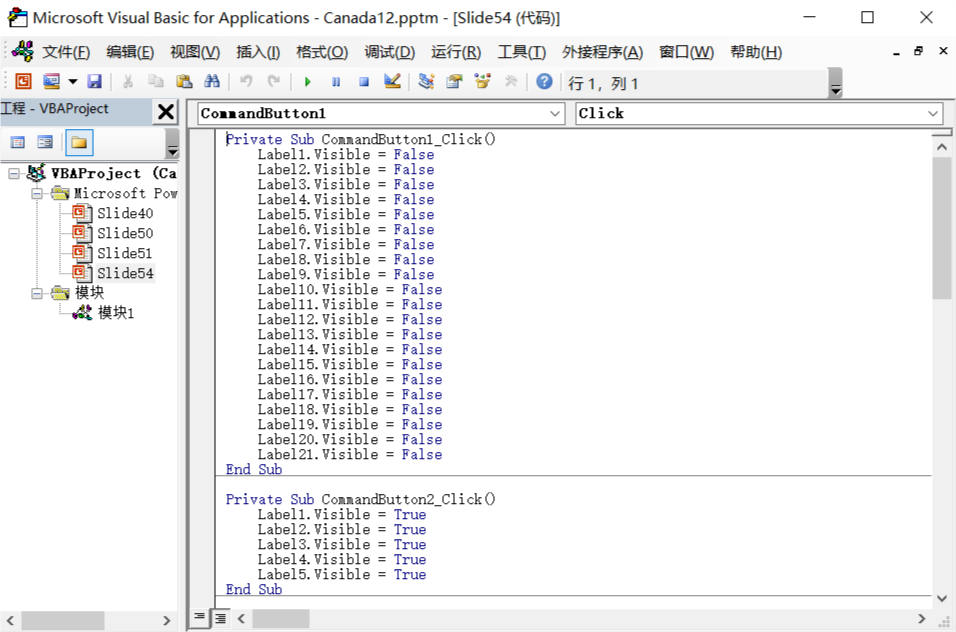 Microsoft Visual Basic for Applications - Canada12.pptm - [Slide54 (代码)]
文件(F) 编辑(E) 视图(V) 插入(I) 格式(O) 调试(D) 运行(R) 工具(T) 外接程序(A) 窗口(W) 帮助(H)
行 1, 列 1
工程 - VBAProject
VBAProject (Ca
Microsoft Pow
Slide40
Slide50
Slide51
Slide54
模块
模块1
CommandButton1 Click
Private Sub CommandButton1_Click()
Label1.Visible = False
Label2.Visible = False
Label3.Visible = False
Label4.Visible = False
Label5.Visible = False
Label6.Visible = False
Label7.Visible = False
Label8.Visible = False
Label9.Visible = False
Label10.Visible = False
Label11.Visible = False
Label12.Visible = False
Label13.Visible = False
Label14.Visible = False
Label15.Visible = False
Label16.Visible = False
Label17.Visible = False
Label18.Visible = False
Label19.Visible = False
Label20.Visible = False
Label21.Visible = False
End Sub
Private Sub CommandButton2_Click()
Label1.Visible = True
Label2.Visible = True
Label3.Visible = True
Label4.Visible = True
Label5.Visible = True
End Sub